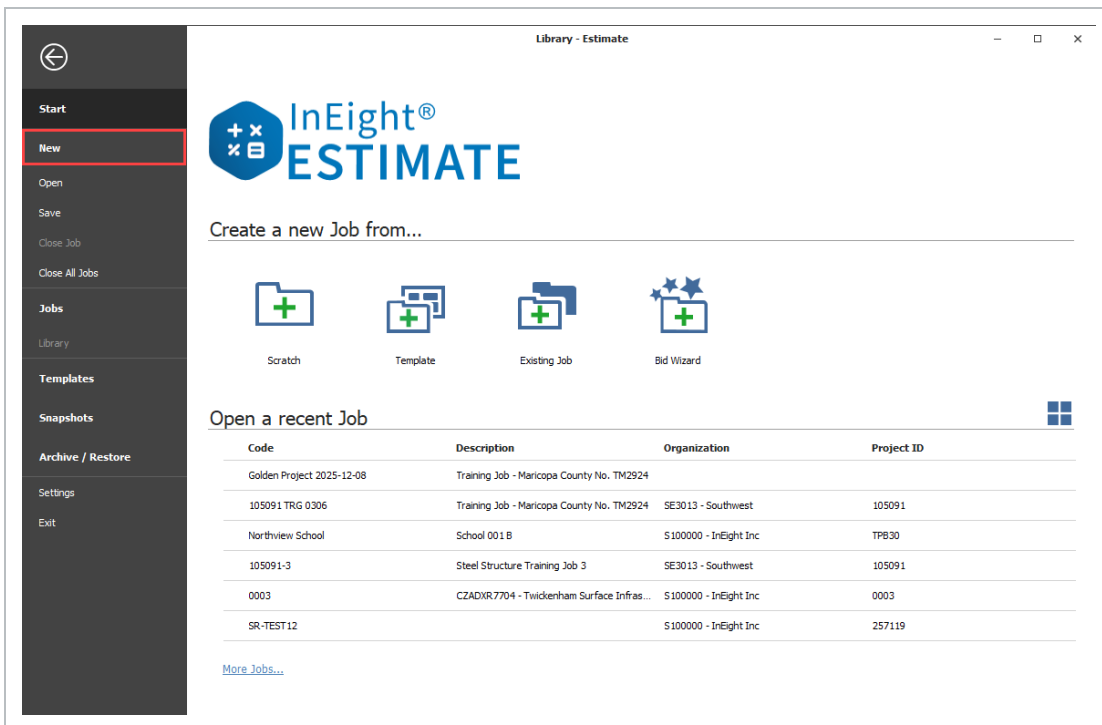 Library - Estimate
Start
New
Open
Save
Close Job
Close All Jobs
Jobs
Library
Templates
Snapshots
Archive / Restore
Settings
Exit
InEight®
ESTIMATE
Create a new Job from...
Scratch Template Existing Job Bid Wizard
Open a recent Job
Code Description Organization Project ID
Golden Project 2025-12-08 Training Job - Maricopa County No. TM2924
105091 TRG 0306 Training Job - Maricopa County No. TM2924 SE3013 - Southwest 105091
Northview School School 001 B S100000 - InEight Inc TPB30
105091-3 Steel Structure Training Job 3 SE3013 - Southwest 105091
0003 CZADXR7704 - Twickenham Surface Infras... S100000 - InEight Inc 0003
SR-TEST12 S100000 - InEight Inc 257119
More Jobs...